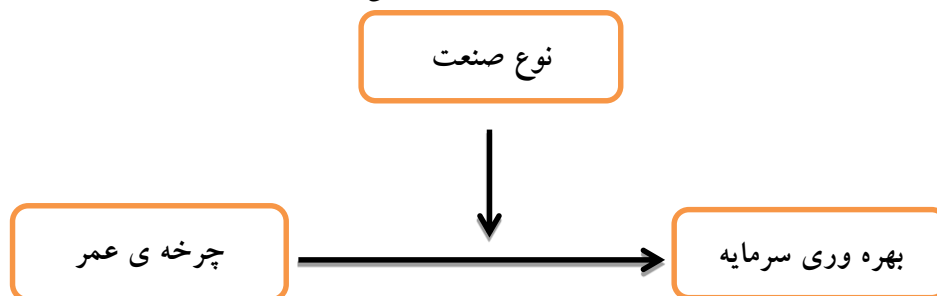 نوع صنعت
چرخه ی عمر
بهره وری سرمایه